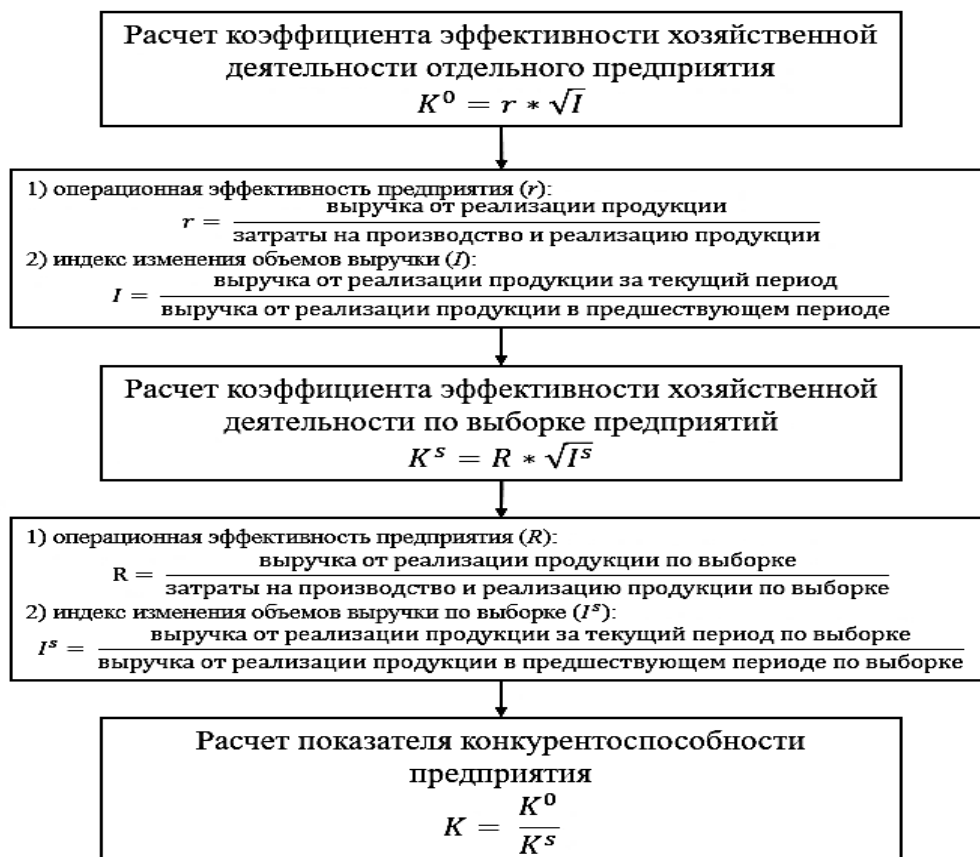 Расчет коэффициента эффективности хозяйственной
деятельности отдельного предприятия
K⁰ = r * √I
1) операционная эффективность предприятия (r):
r = выручка от реализации продукции
затраты на производство и реализацию продукции
2) индекс изменения объемов выручки (I):
I = выручка от реализации продукции за текущий период
выручка от реализации продукции в предшествующем периоде
Расчет коэффициента эффективности хозяйственной
деятельности по выборке предприятий
Kˢ = R * √Iˢ
1) операционная эффективность предприятия (R):
R = выручка от реализации продукции по выборке
затраты на производство и реализацию продукции по выборке
2) индекс изменения объемов выручки по выборке (Iˢ):
Iˢ = выручка от реализации продукции за текущий период по выборке
выручка от реализации продукции в предшествующем периоде по выборке
Расчет показателя конкурентоспособности
предприятия
K = K⁰
Kˢ